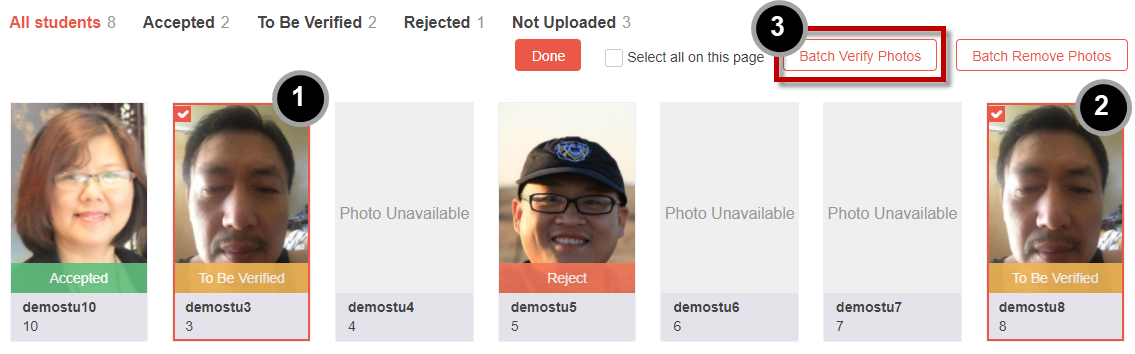 All students 8 Accepted 2 To Be Verified 2 Rejected 1 Not Uploaded 3
3
Done Select all on this page Batch Verify Photos Batch Remove Photos
1 2
Photo Unavailable Photo Unavailable Photo Unavailable
Accepted To Be Verified Reject To Be Verified
demostu10 demostu3 demostu4 demostu5 demostu6 demostu7 demostu8
10 3 4 5 6 7 8